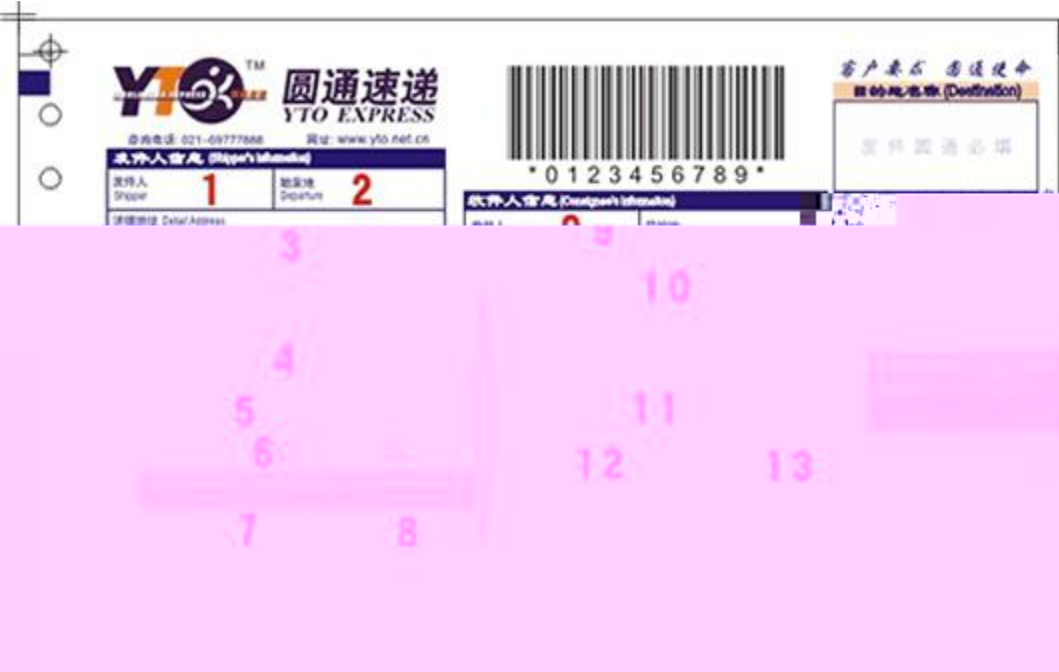 YTO TM
圆通速递
YTO EXPRESS
咨询电话: 021-69777888 网址: www.yto.net.cn
发件人信息 (Shipper's Information)
发件人
Shipper
1
始发地
Departure
2
详细地址 Detail Address
*0123456789*
收件人信息 (Consignee's Information)
客户要求 圆通使命
目的地名称 (Destination)
发件圆通必填
3
9
10
4
5
11
6
12
13
7
8